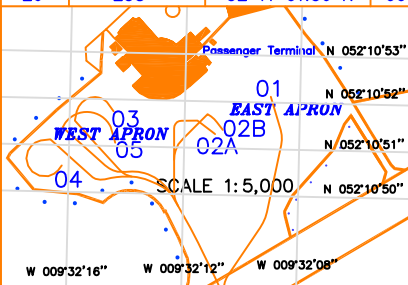 Passenger Terminal
N 052°10'53"
01
N 052°10'52"
EAST APRON
03
02B
WEST APRON
05
02A
N 052°10'51"
04
SCALE 1:5,000
N 052°10'50"
W 009°32'16"
W 009°32'12"
W 009°32'08"